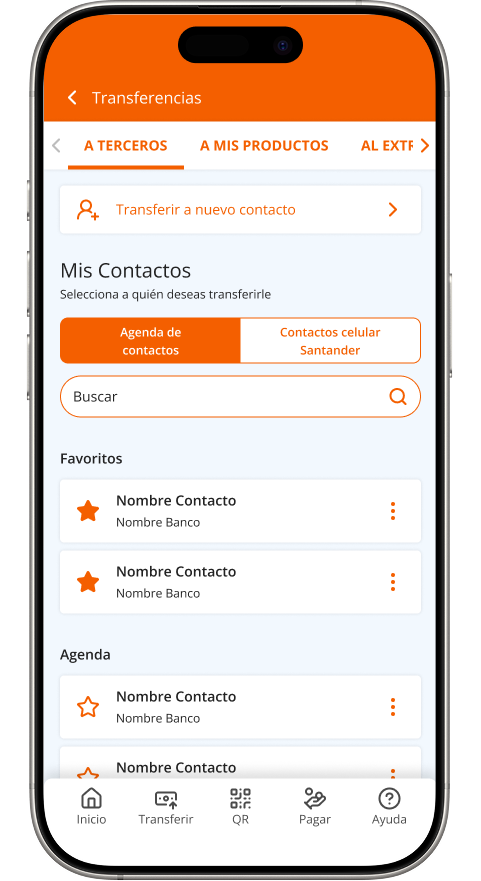 Transferencias
A TERCEROS
A MIS PRODUCTOS
AL EXTR
Transferir a nuevo contacto
Mis Contactos
Selecciona a quién deseas transferirle
Agenda de
contactos
Contactos celular
Santander
Buscar
Favoritos
Nombre Contacto
Nombre Banco
Nombre Contacto
Nombre Banco
Agenda
Nombre Contacto
Nombre Banco
Nombre Contacto
Inicio
Transferir
QR
Pagar
Ayuda